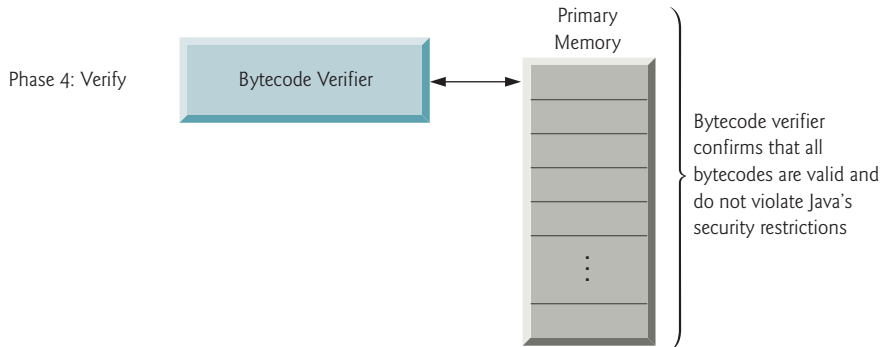 Primary
Memory
Phase 4: Verify
Bytecode Verifier
Bytecode verifier
confirms that all
bytecodes are valid and
do not violate Java’s
security restrictions